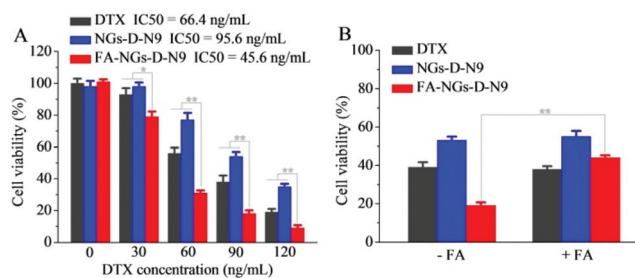 A
DTX IC50 = 66.4 ng/mL
NGs-D-N9 IC50 = 95.6 ng/mL
FA-NGs-D-N9 IC50 = 45.6 ng/mL
Cell viability (%)
120
100
80
60
40
20
0
*
**
**
**
0 30 60 90 120
DTX concentration (ng/mL)
B
DTX
NGs-D-N9
FA-NGs-D-N9
Cell viability (%)
80
60
40
20
0
**
- FA + FA